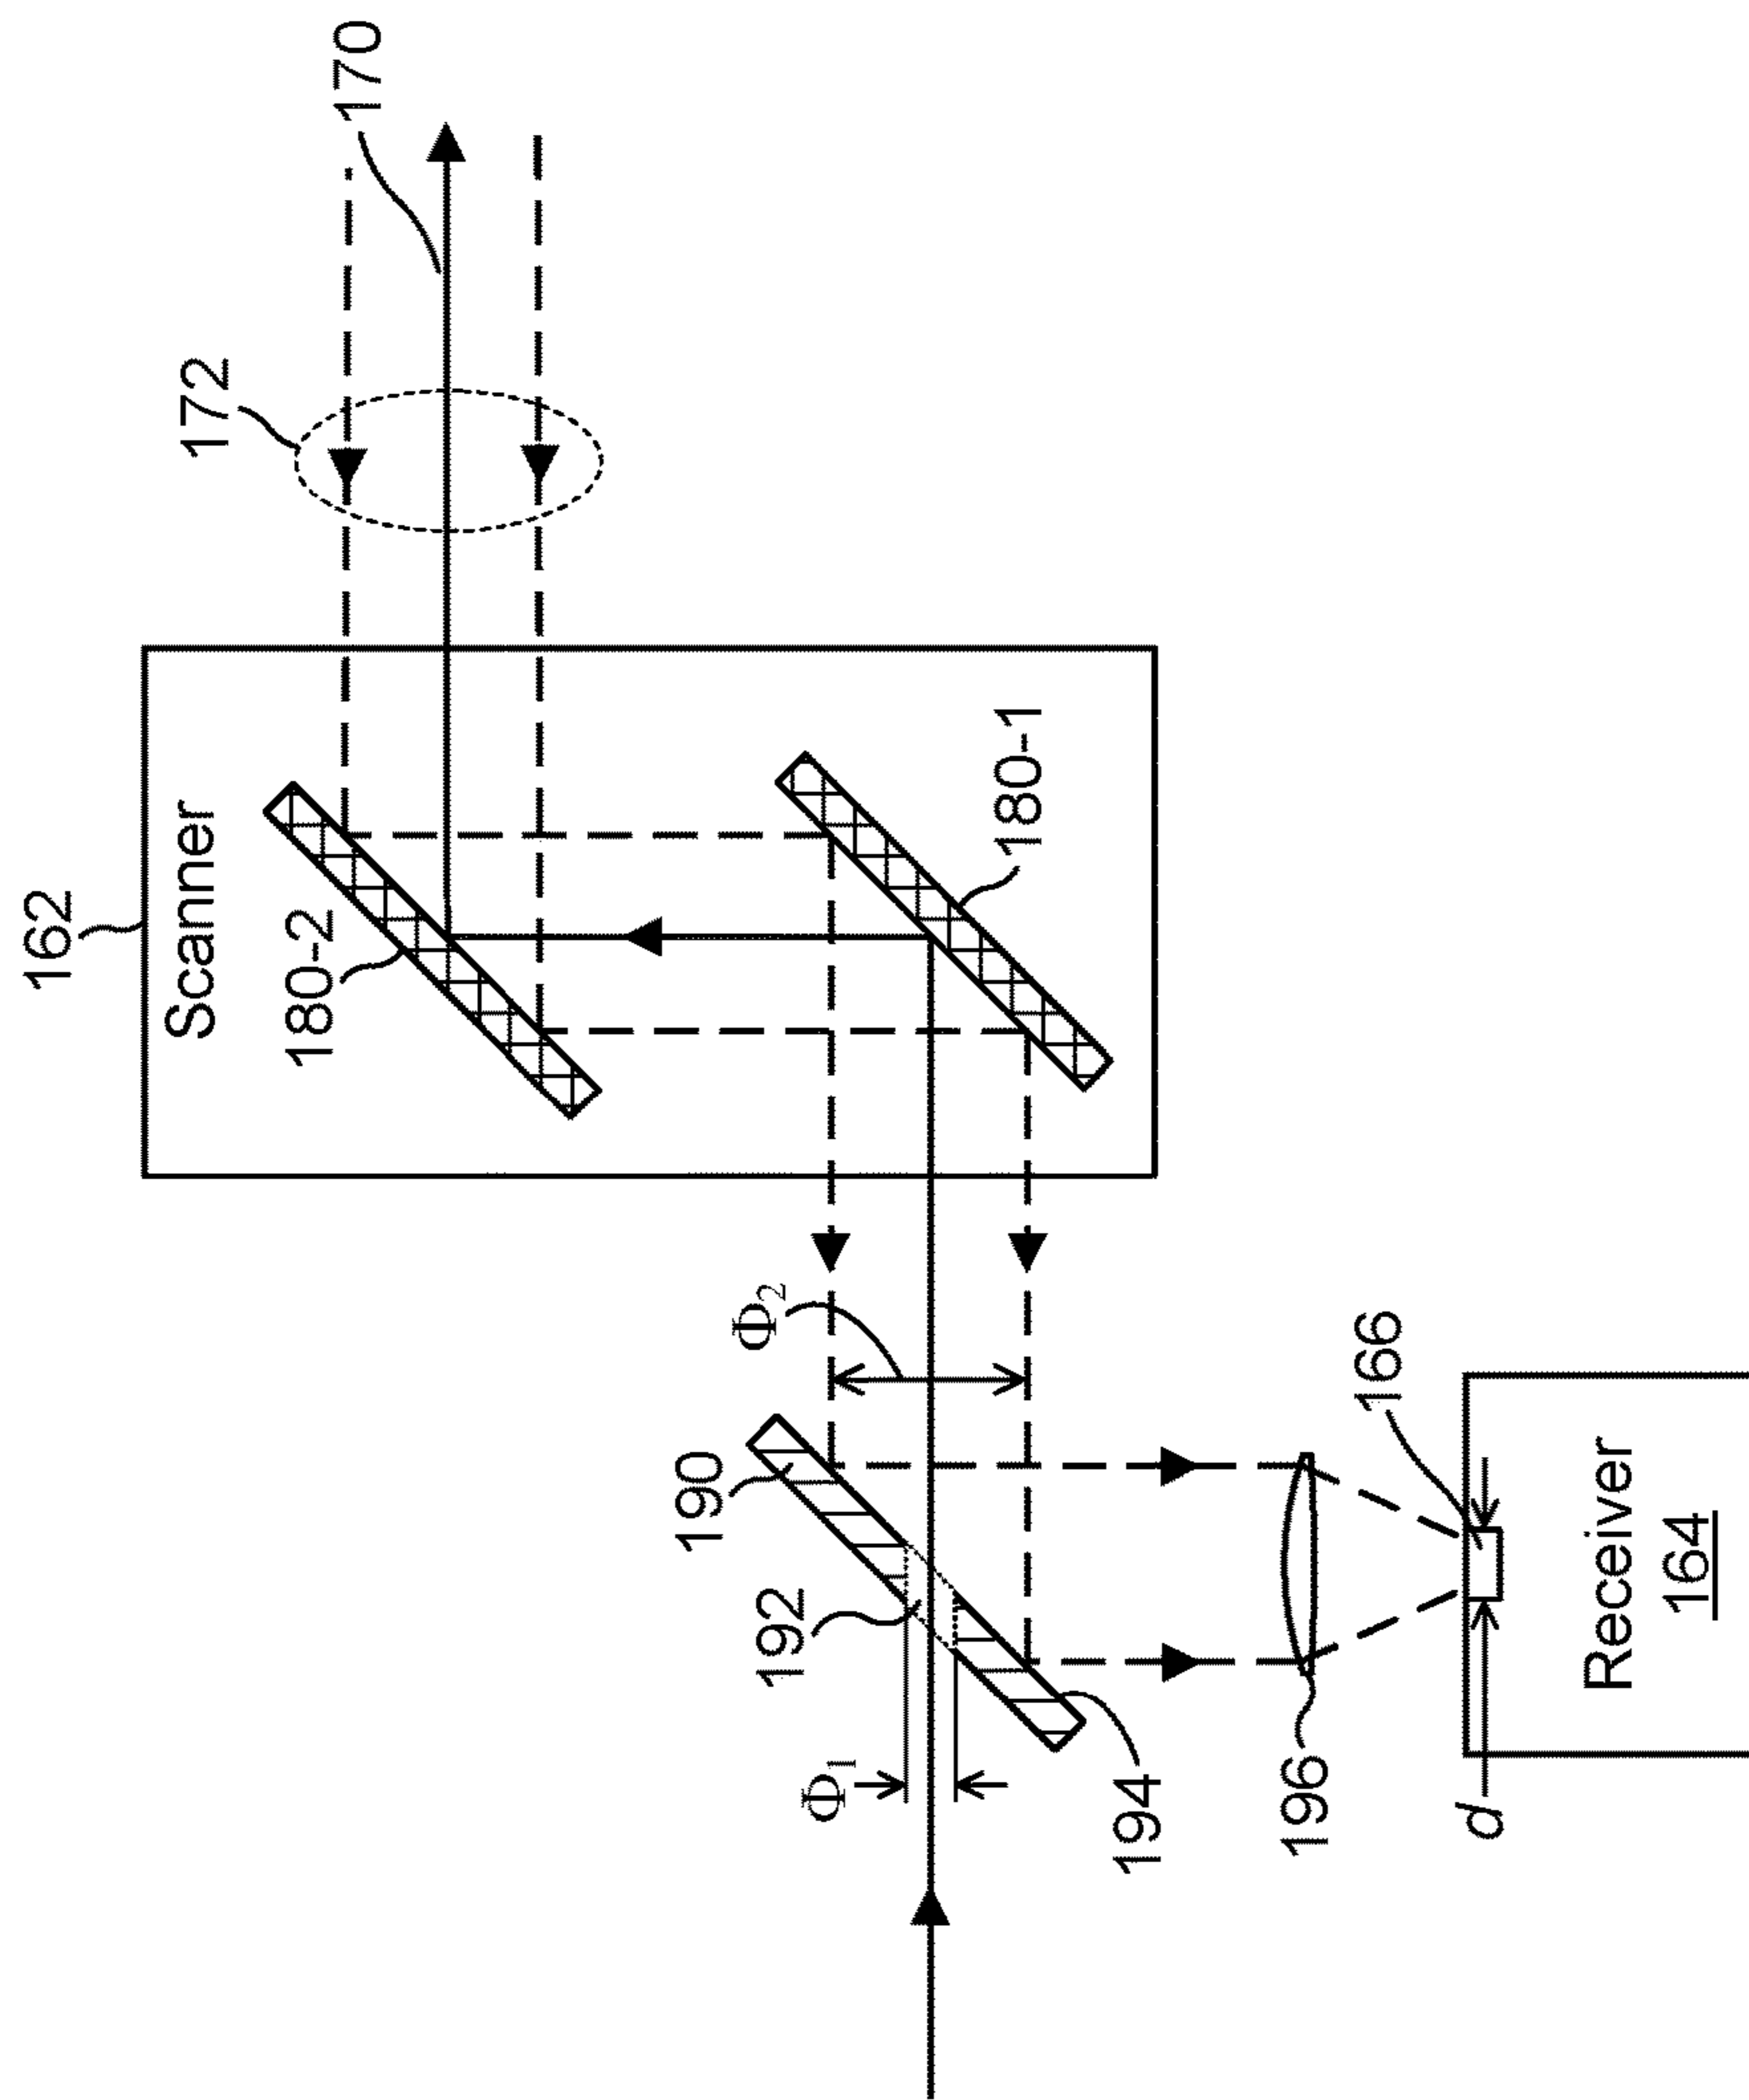 162
Scanner
172
180-2
170
190
Φ₂
192
Φ₁
180-1
194
196
166
d
Receiver
164